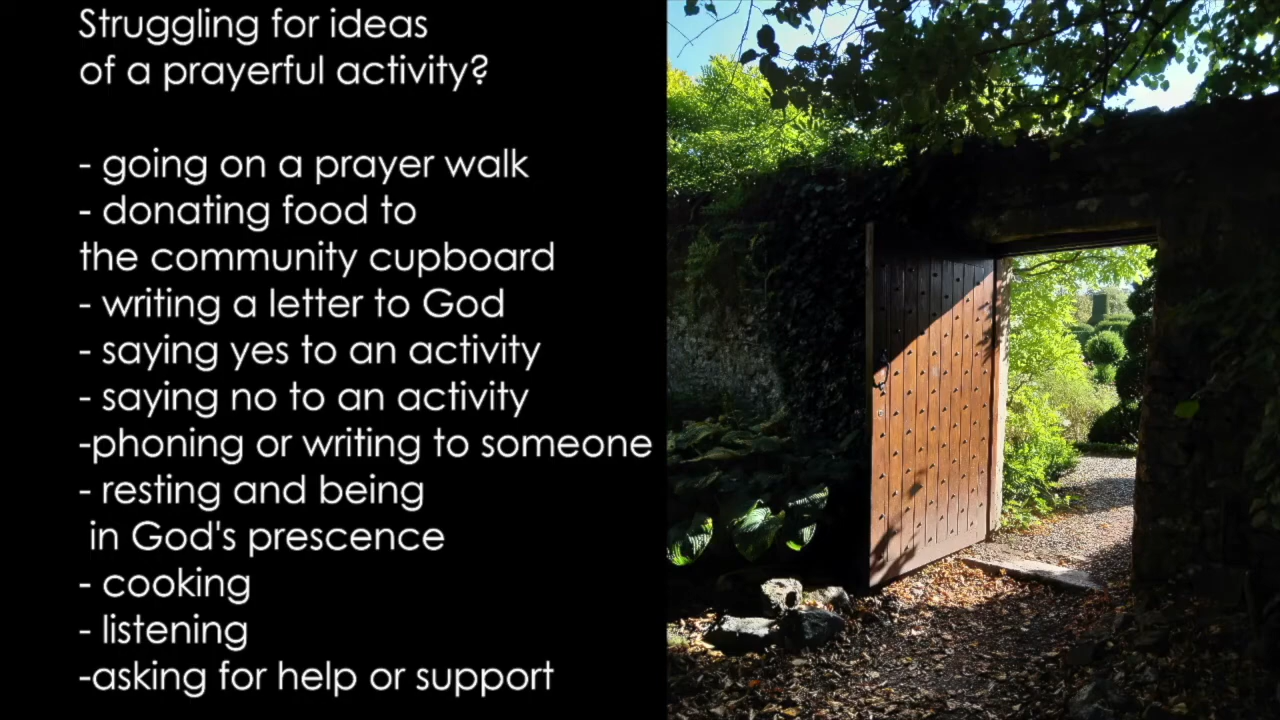 Struggling for ideas
of a prayerful activity?
- going on a prayer walk
- donating food to
the community cupboard
- writing a letter to God
- saying yes to an activity
- saying no to an activity
-phoning or writing to someone
- resting and being
in God's prescence
- cooking
- listening
-asking for help or support